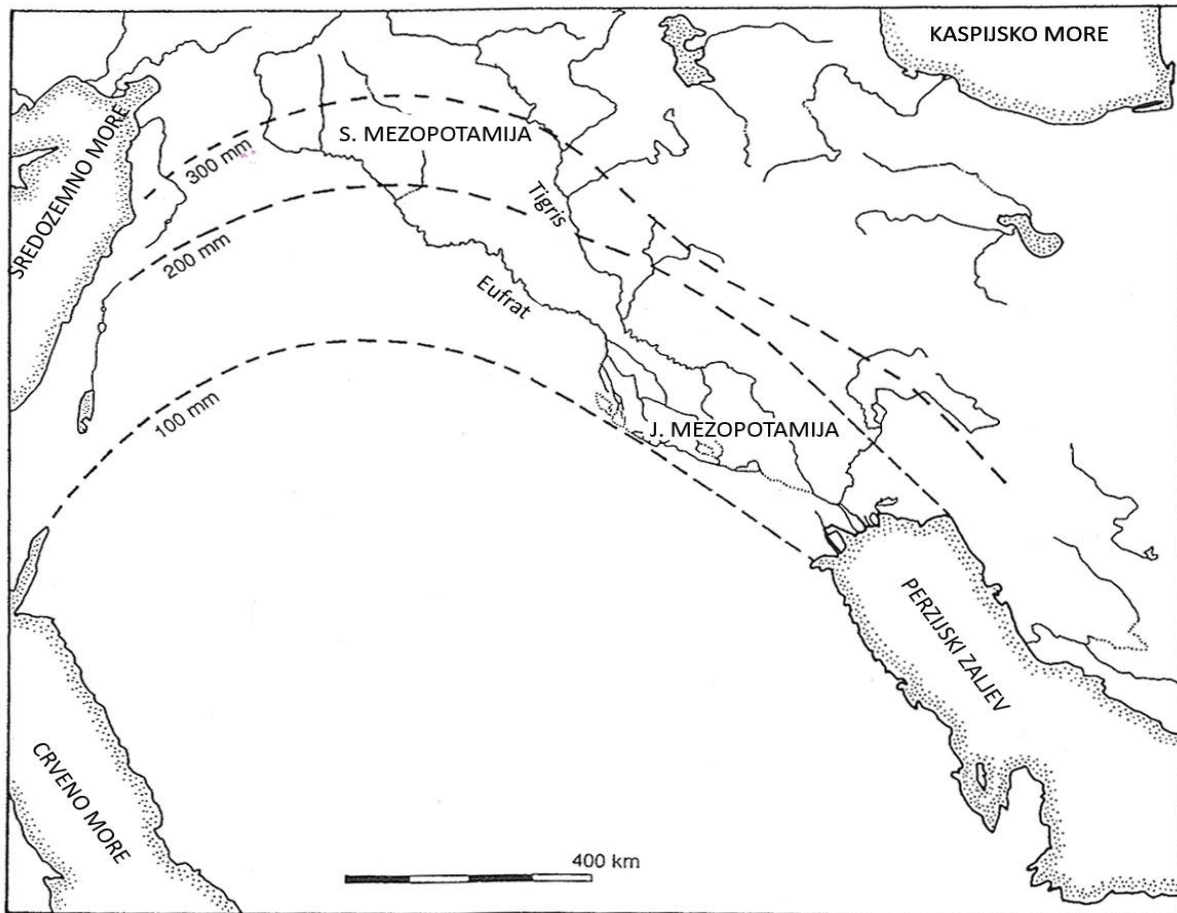 KASPIJSKO MORE
SREDOZEMNO MORE
S. MEZOPOTAMIJA
300 mm
Tigris
200 mm
Eufrat
100 mm
J. MEZOPOTAMIJA
PERZIJSKI ZALJEV
CRVENO MORE
400 km